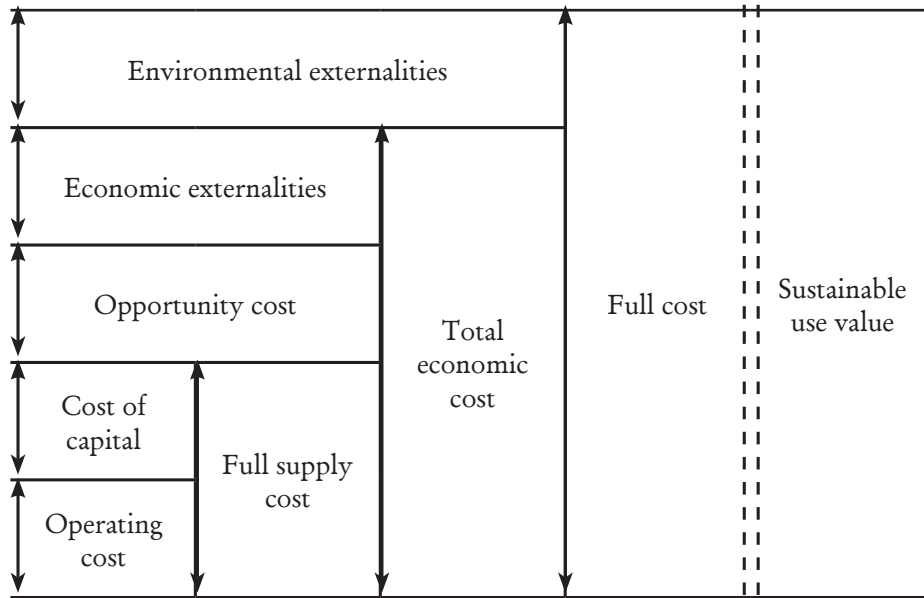 Environmental externalities
Economic externalities
Opportunity cost
Cost of
capital
Operating
cost
Full supply
cost
Total
economic
cost
Full cost
Sustainable
use value